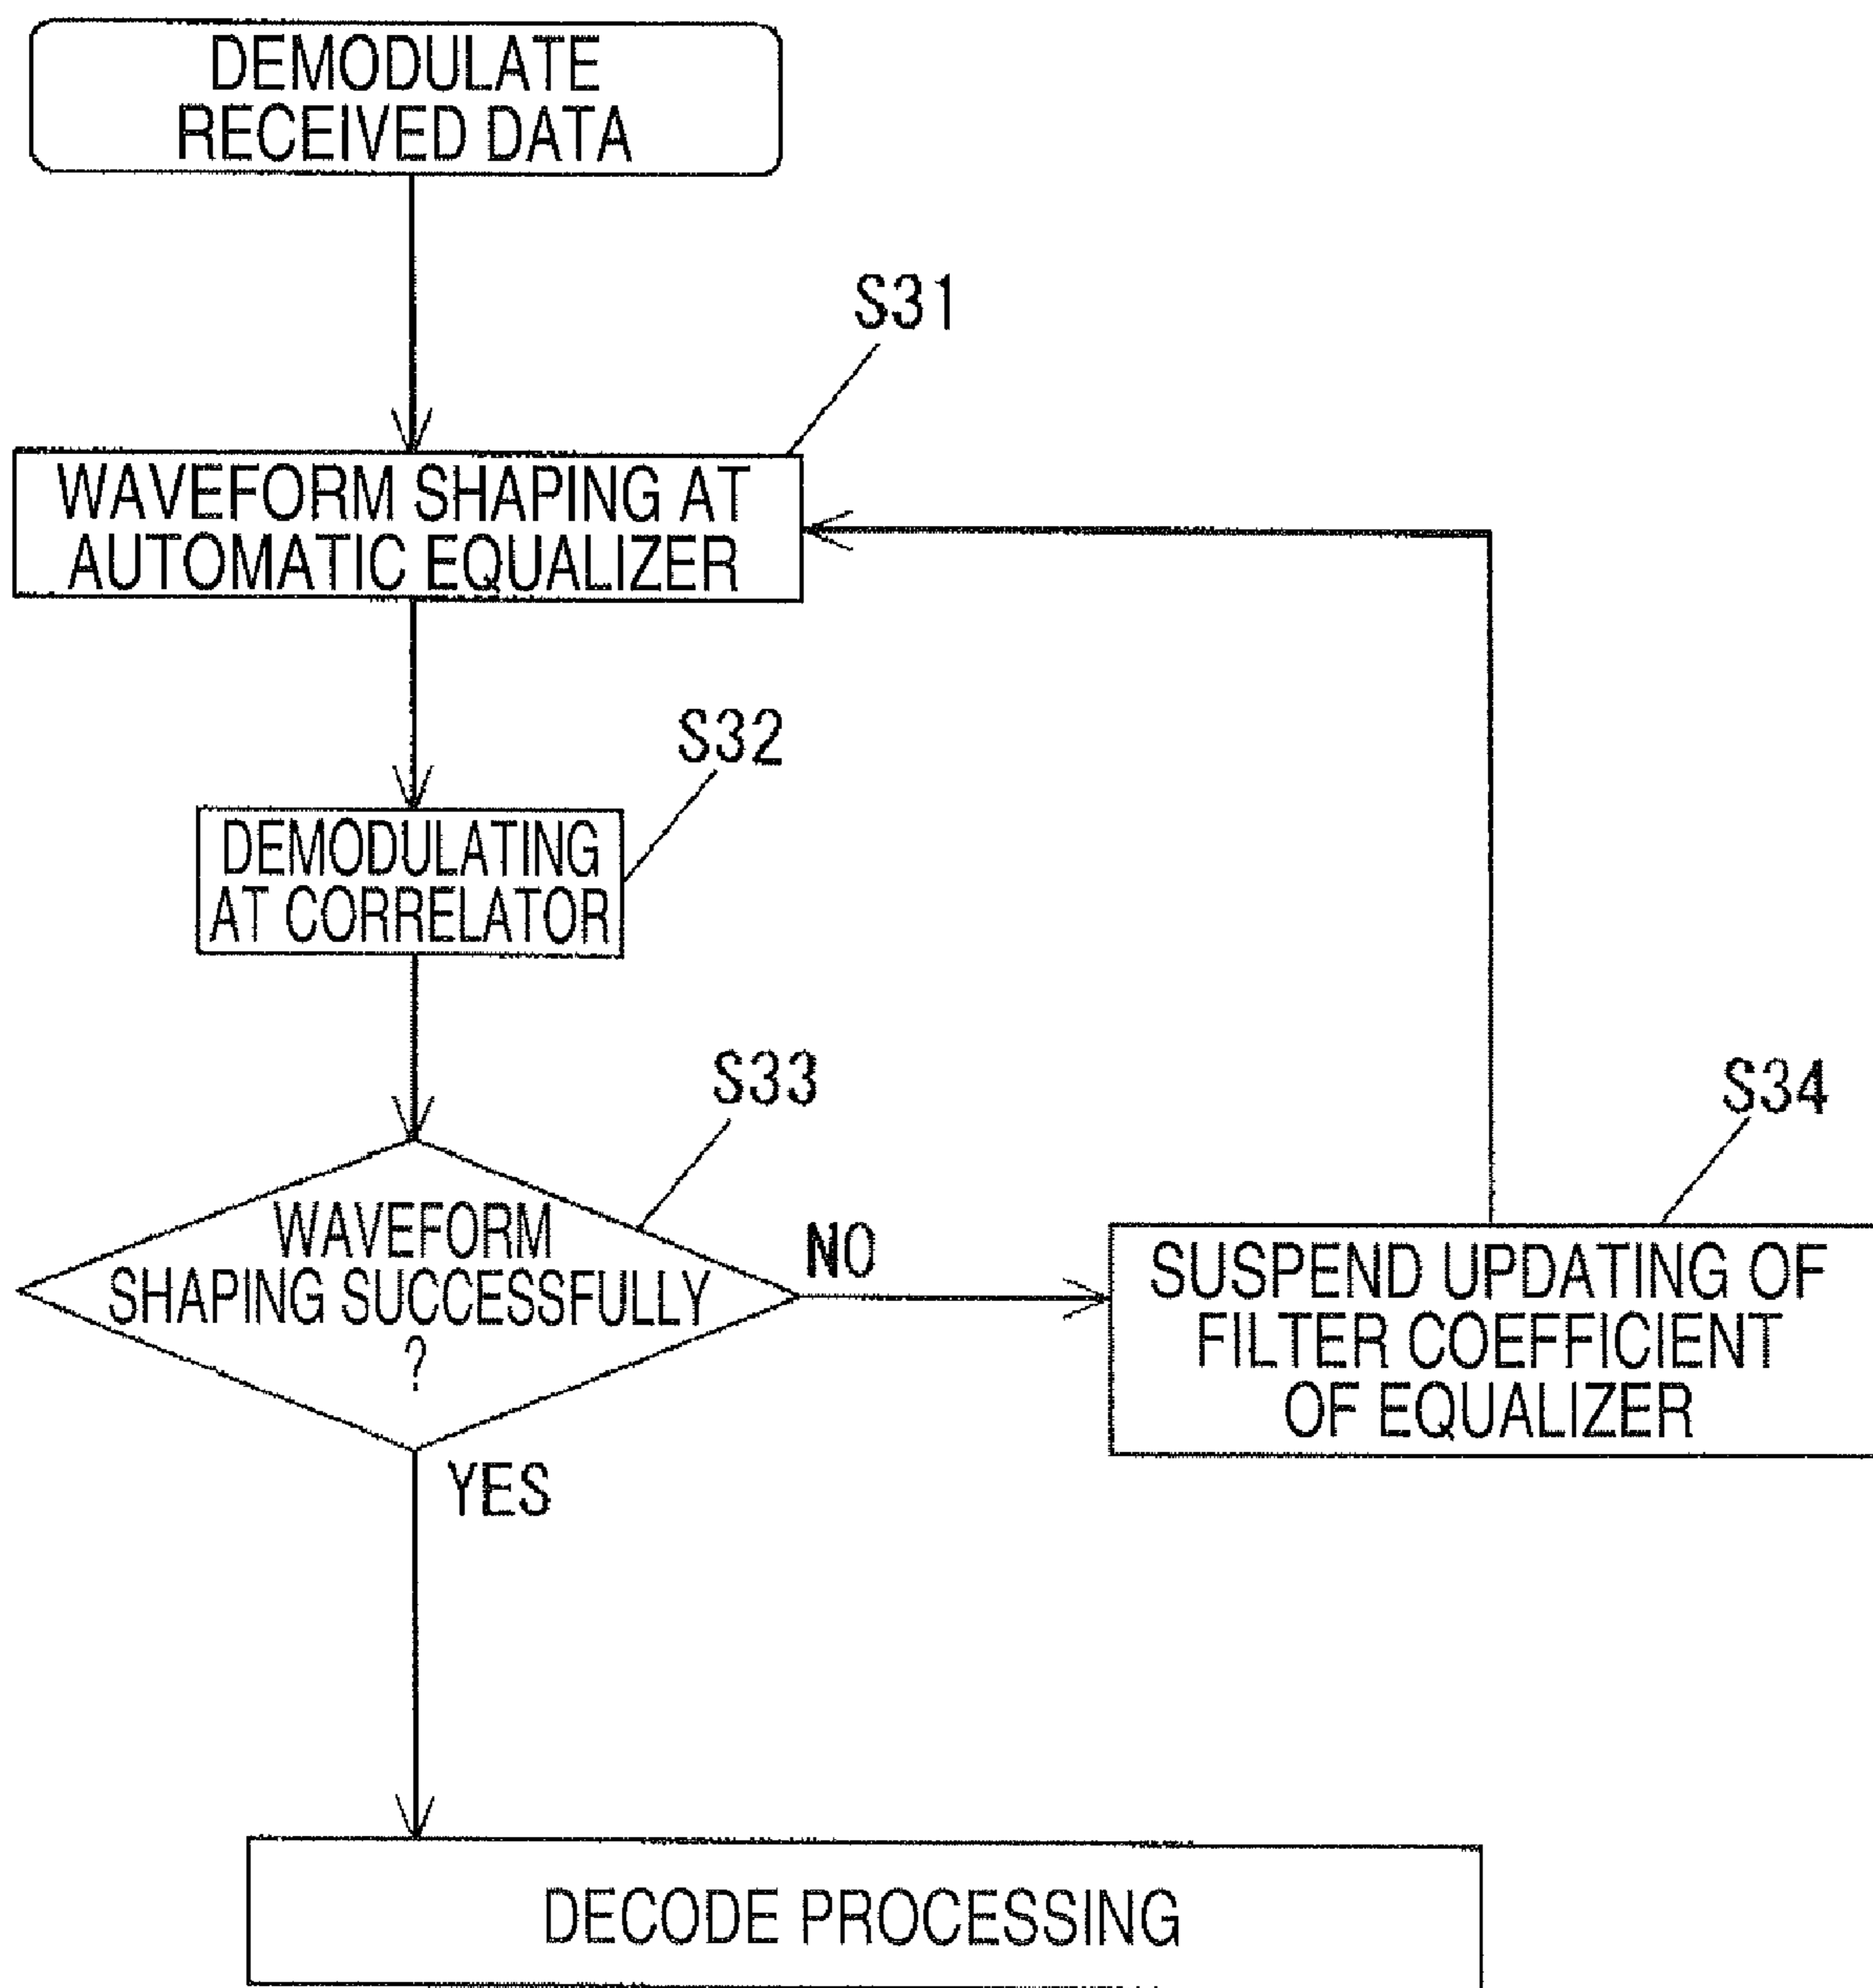 DEMODULATE
RECEIVED DATA
S31
WAVEFORM SHAPING AT
AUTOMATIC EQUALIZER
S32
DEMODULATING
AT CORRELATOR
S33
WAVEFORM
SHAPING SUCCESSFULLY
?
NO
S34
SUSPEND UPDATING OF
FILTER COEFFICIENT
OF EQUALIZER
YES
DECODE PROCESSING